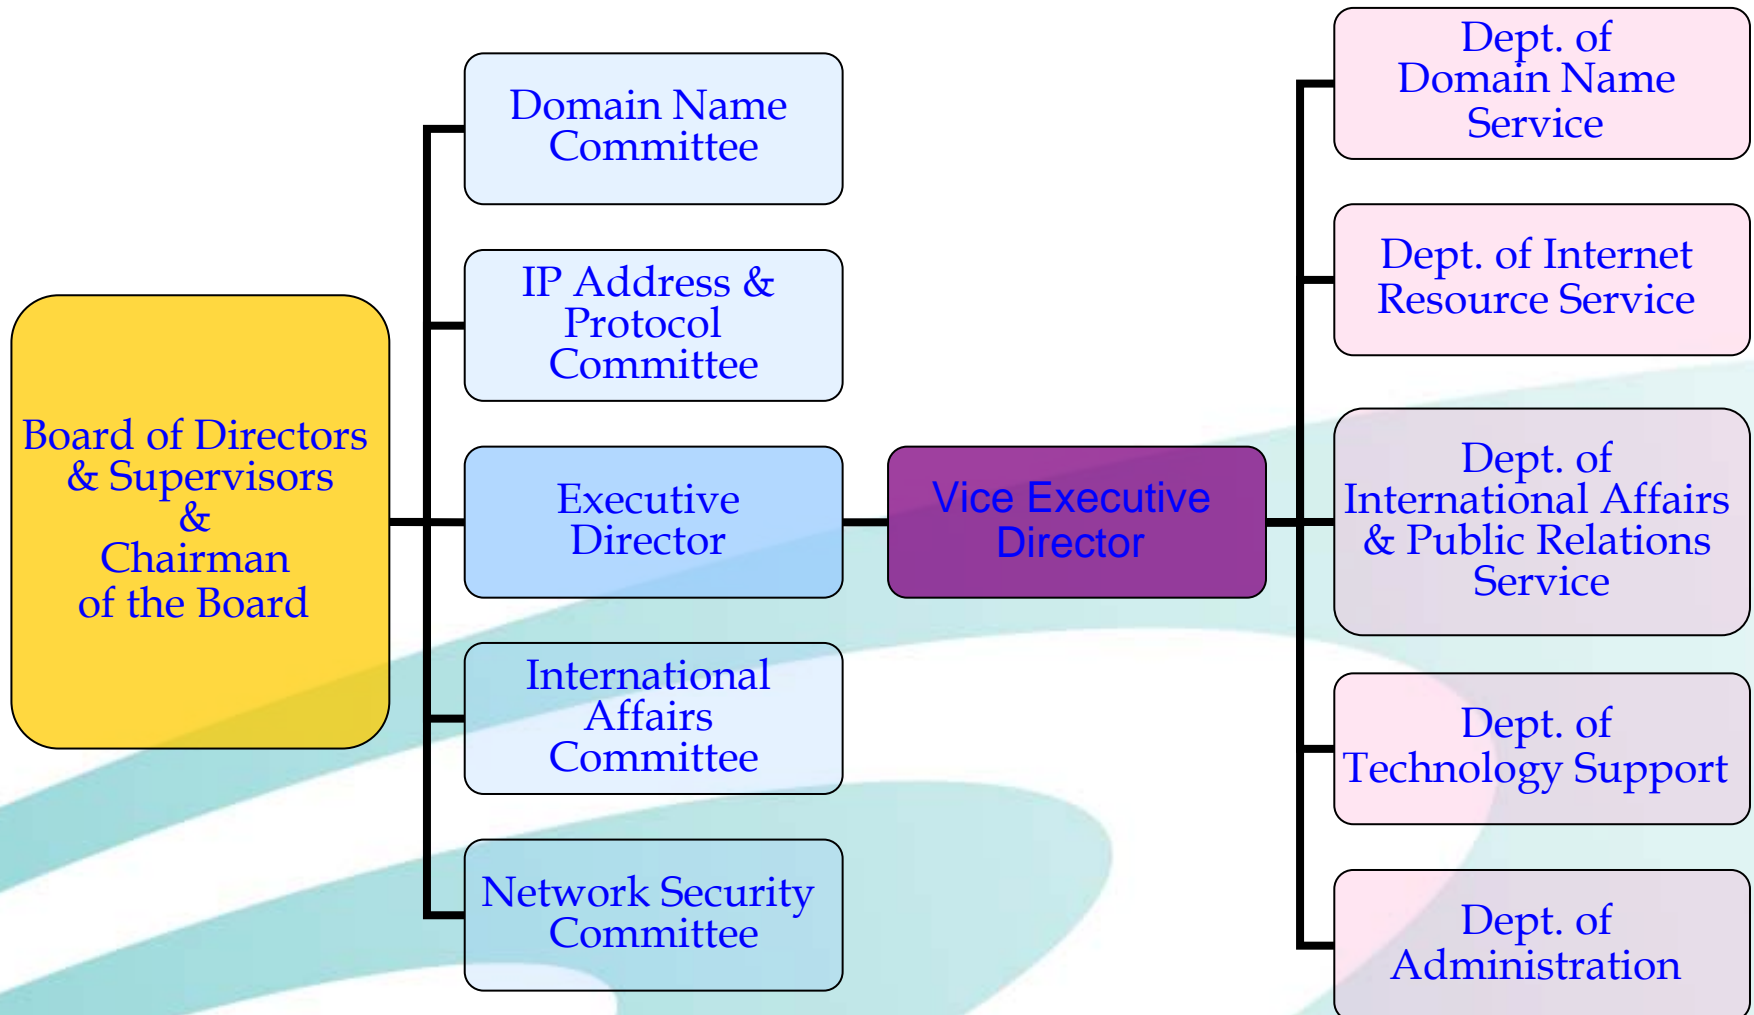 Board of Directors
& Supervisors
&
Chairman
of the Board
Domain Name
Committee
IP Address &
Protocol
Committee
Executive
Director
International
Affairs
Committee
Network Security
Committee
Vice Executive
Director
Dept. of
Domain Name
Service
Dept. of Internet
Resource Service
Dept. of
International Affairs
& Public Relations
Service
Dept. of
Technology Support
Dept. of
Administration